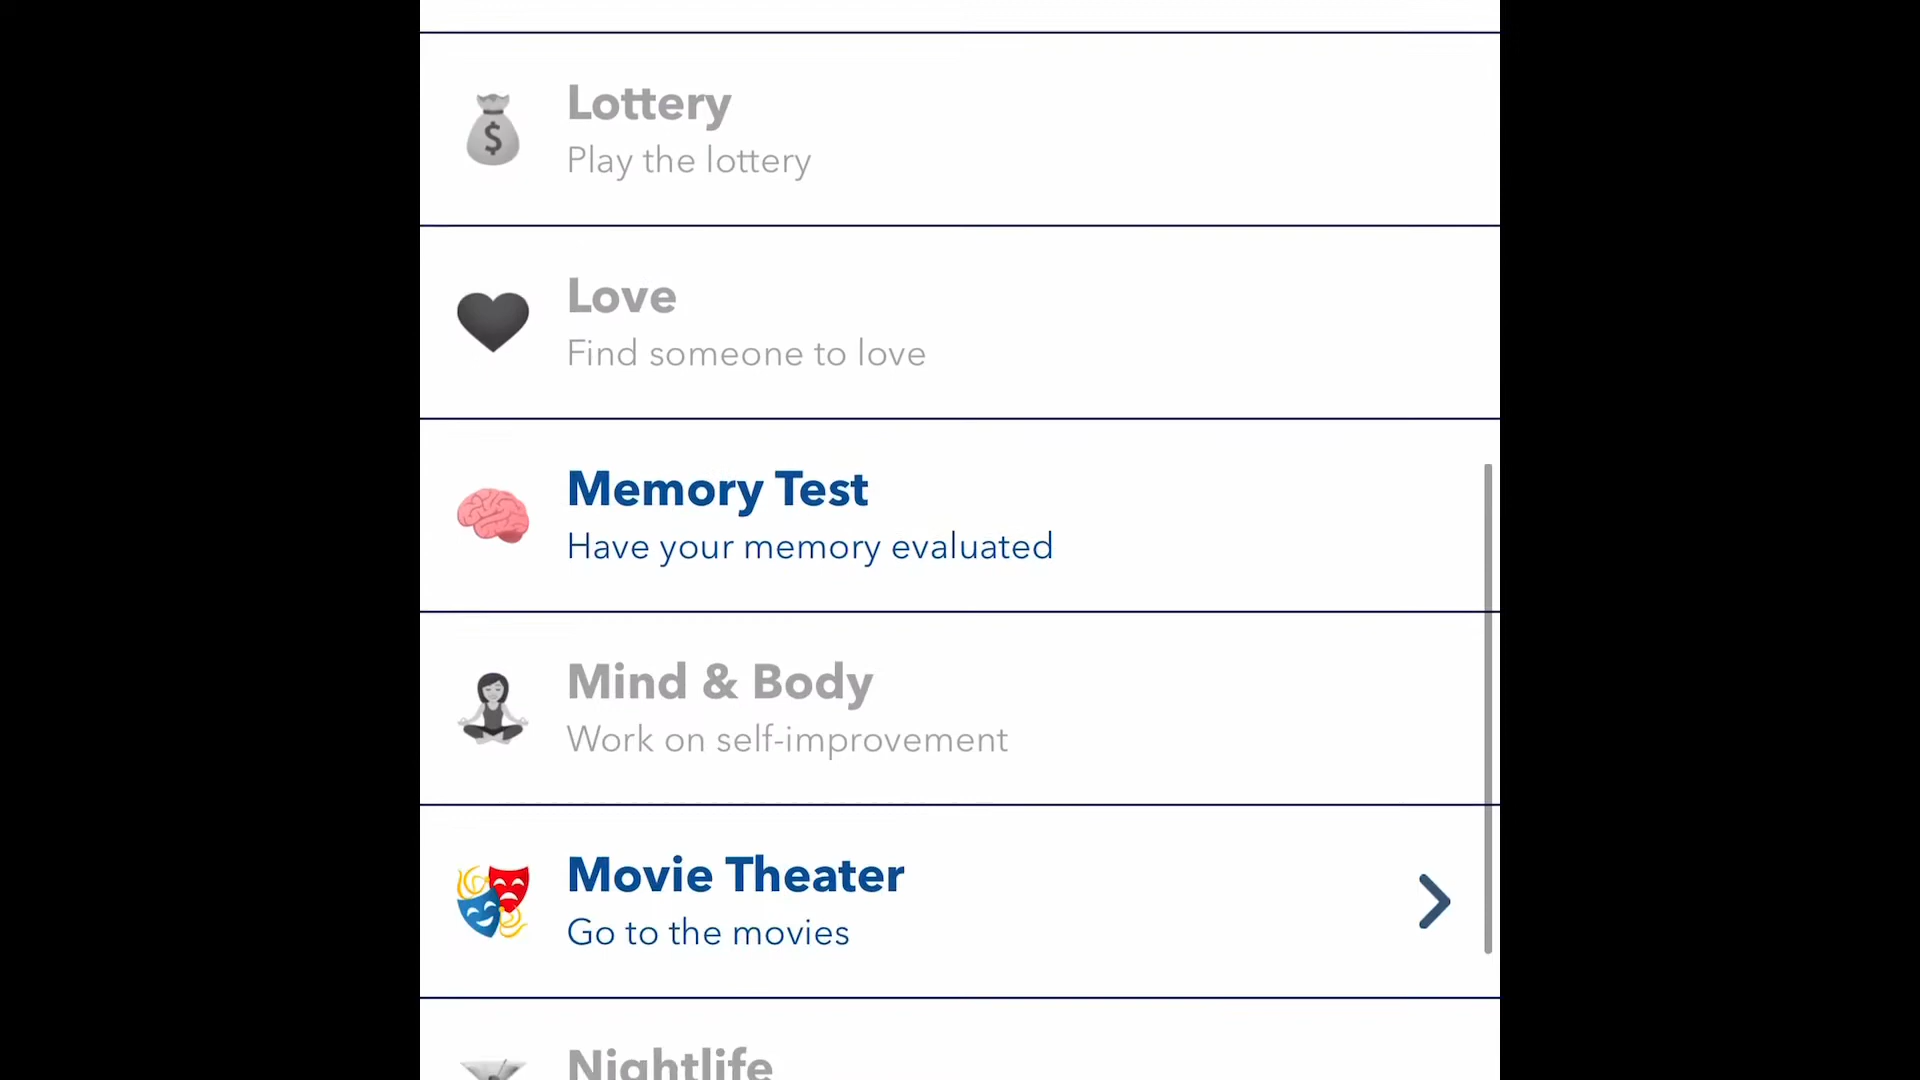 Lottery
Play the lottery
Love
Find someone to love
Memory Test
Have your memory evaluated
Mind & Body
Work on self-improvement
Movie Theater
Go to the movies
Nightlife